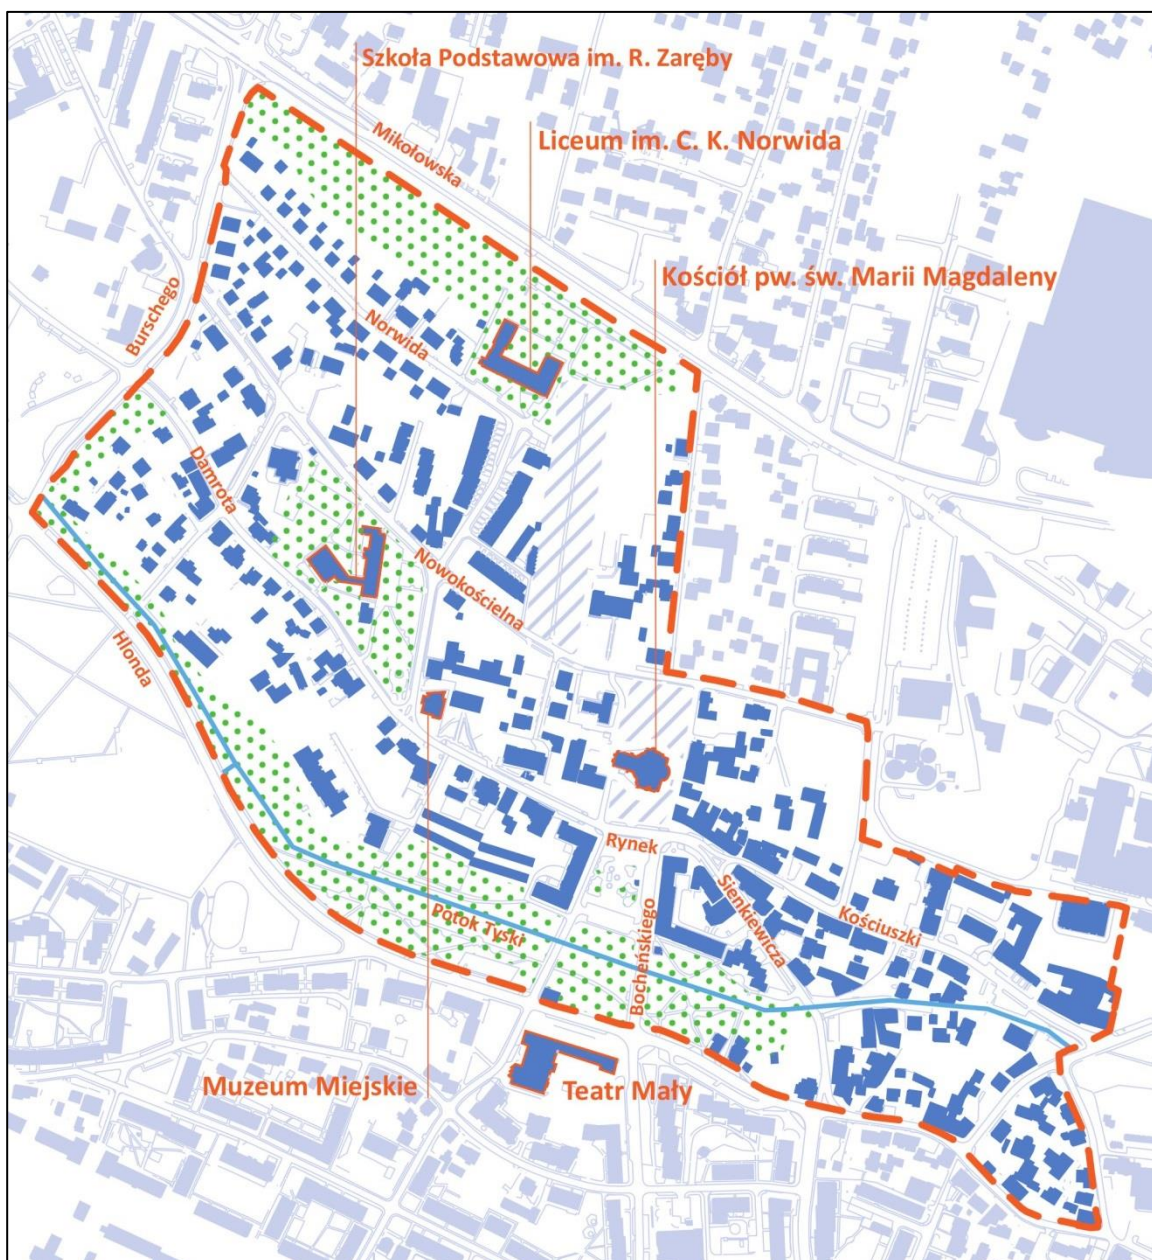 Szkoła Podstawowa im. R. Zaręby
Mikołowska
Liceum im. C. K. Norwida
Kościół pw. św. Marii Magdaleny
Burschego
Norwida
Damrota
Nowokościelna
Hlonda
Rynek
Sienkiewicza
Kościuszki
Potok Tyski
Bocheńskiego
Muzeum Miejskie
Teatr Mały